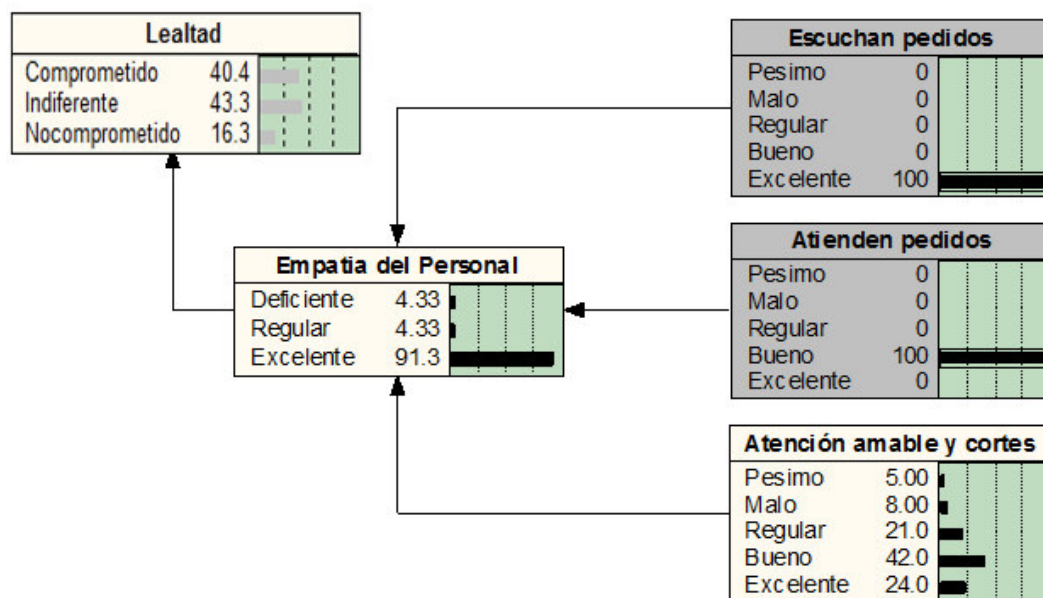 Lealtad
Comprometido 40.4
Indiferente 43.3
Nocomprometido 16.3
Escuchan pedidos
Pesimo 0
Malo 0
Regular 0
Bueno 0
Excelente 100
Empatia del Personal
Deficiente 4.33
Regular 4.33
Excelente 91.3
Atienden pedidos
Pesimo 0
Malo 0
Regular 0
Bueno 100
Excelente 0
Atención amable y cortes
Pesimo 5.00
Malo 8.00
Regular 21.0
Bueno 42.0
Excelente 24.0